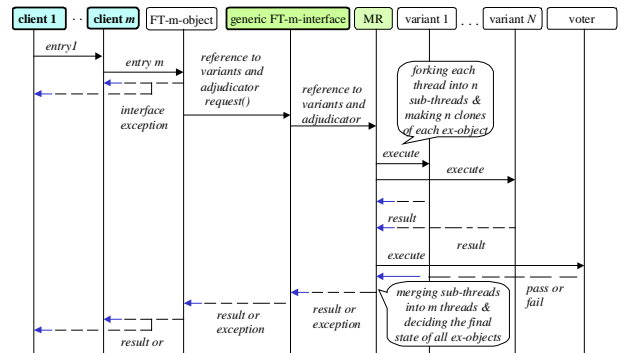 client 1 · · client m FT-m-object generic FT-m-interface MR variant 1 . . . variant N voter
entry1
entry m
interface
exception
reference to
variants and
adjudicator
request()
reference to
variants and
adjudicator
forking each
thread into n
sub-threads &
making n clones
of each ex-object
execute
execute
result
result
execute
pass or
fail
merging sub-threads
into m threads &
deciding the final
state of all ex-objects
result or
exception
result or
exception
result or